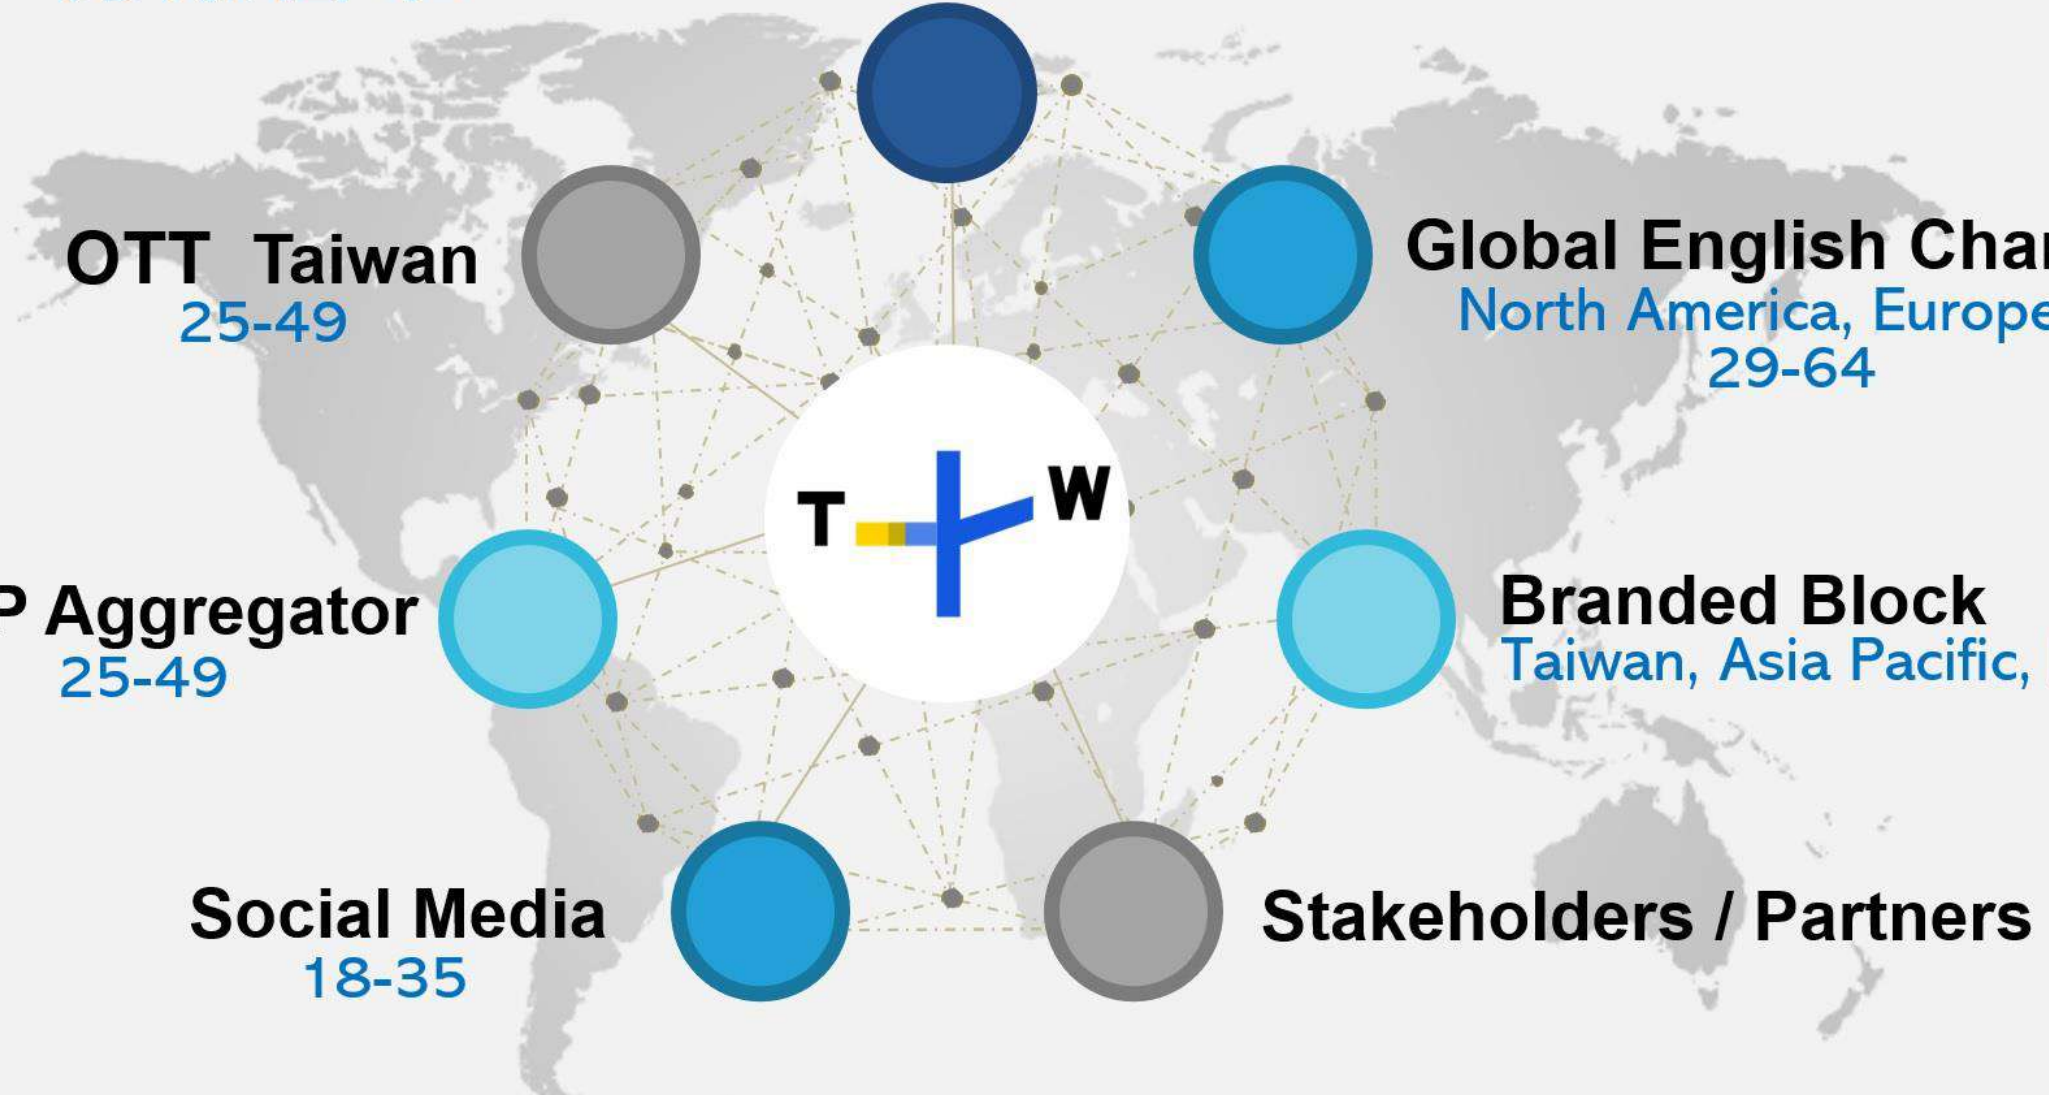 OTT Taiwan
25-49
Global English
North America, Europe
29-64
T W
Aggregator
25-49
Branded Block
Taiwan, Asia Pacific,
Social Media
18-35
Stakeholders / Partners